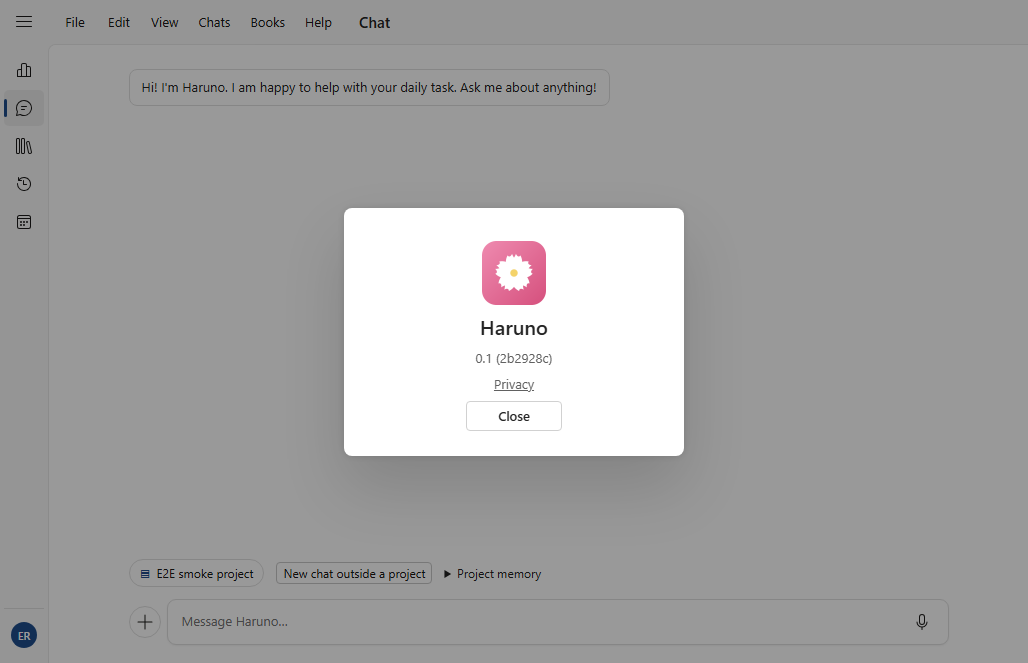 File Edit View Chats Books Help Chat
Hi! I'm Haruno. I am happy to help with your daily task. Ask me about anything!
Haruno
0.1 (2b2928c)
Privacy
Close
E2E smoke project New chat outside a project Project memory
Message Haruno...
ER